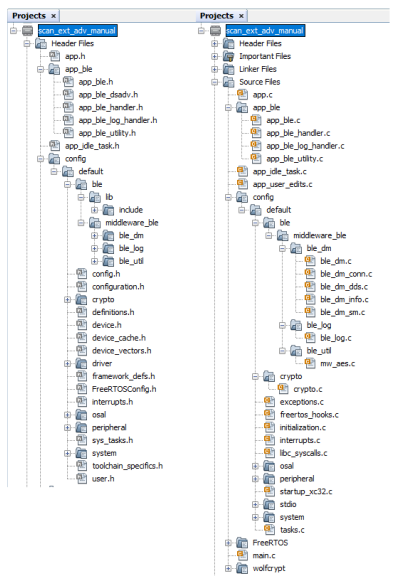 Projects ×
scan_ext_adv_manual
Header Files
app.h
app_ble
app_ble.h
app_ble_dsadv.h
app_ble_handler.h
app_ble_log_handler.h
app_ble_utility.h
app_idle_task.h
config
default
ble
lib
include
middleware_ble
ble_dm
ble_log
ble_util
config.h
configuration.h
crypto
definitions.h
device.h
device_cache.h
device_vectors.h
driver
framework_defs.h
FreeRTOSConfig.h
interrupts.h
osal
peripheral
sys_tasks.h
system
toolchain_specifics.h
user.h
Projects ×
scan_ext_adv_manual
Header Files
Important Files
Linker Files
Source Files
app.c
app_ble
app_ble.c
app_ble_handler.c
app_ble_log_handler.c
app_ble_utility.c
app_idle_task.c
app_user_edits.c
config
default
ble
middleware_ble
ble_dm
ble_dm.c
ble_dm_conn.c
ble_dm_dds.c
ble_dm_info.c
ble_dm_sm.c
ble_log
ble_log.c
ble_util
mw_aes.c
crypto
crypto.c
exceptions.c
freertos_hooks.c
initialization.c
interrupts.c
libc_syscalls.c
osal
peripheral
startup_xc32.c
stdio
system
tasks.c
FreeRTOS
main.c
wolfcrypt